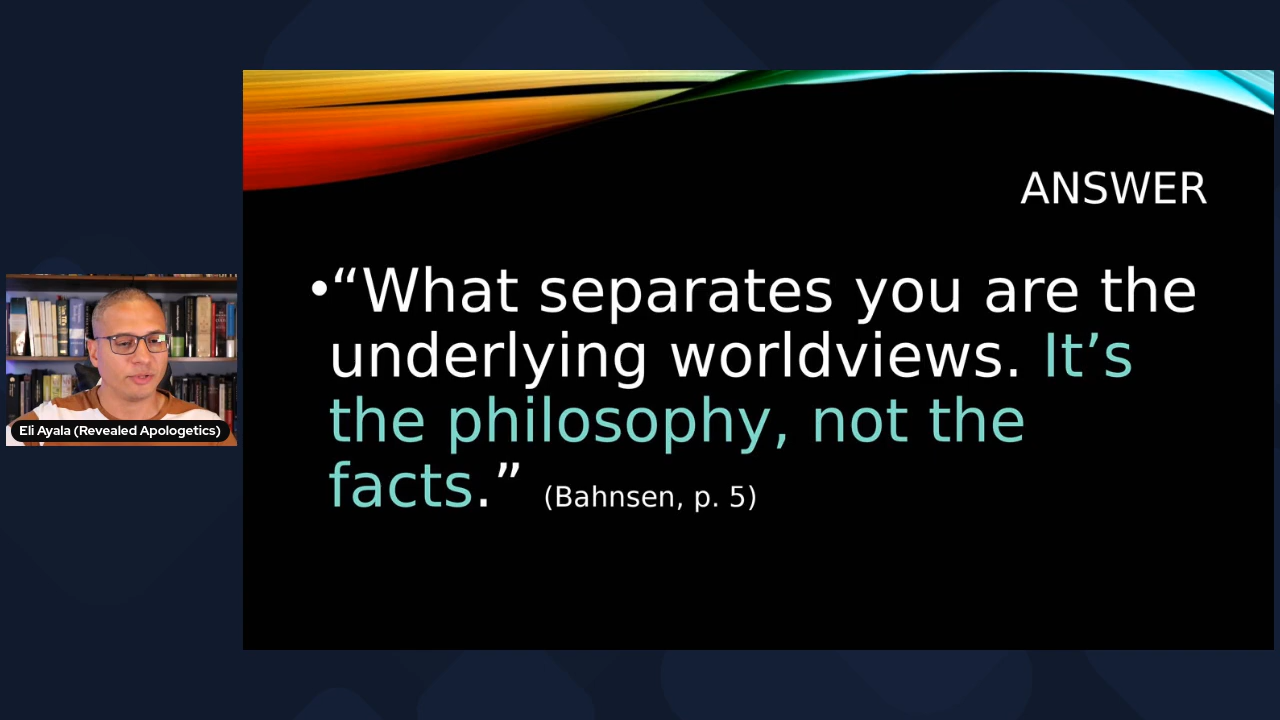 ANSWER
•“What separates you are the
underlying worldviews. It’s
the philosophy, not the
facts.” (Bahnsen, p. 5)
Eli Ayala (Revealed Apologetics)